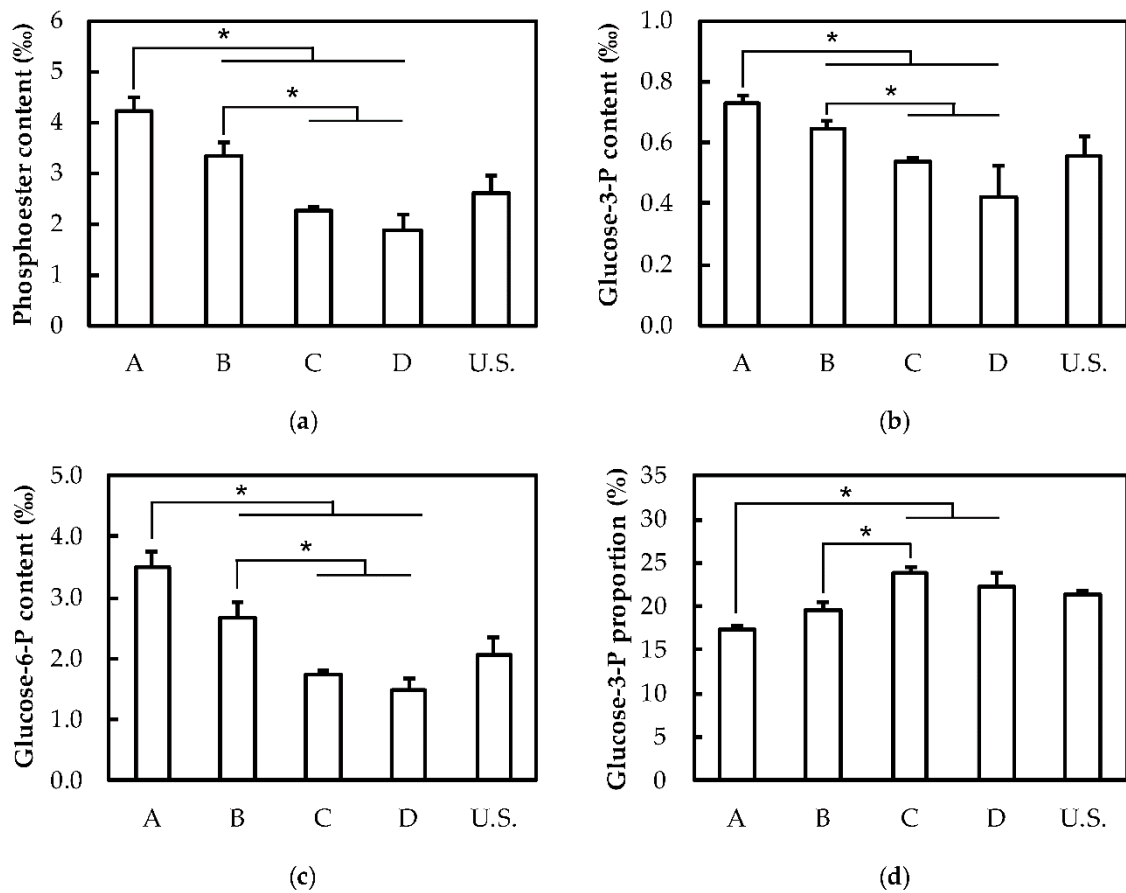 Phosphoester content (‰)
6
5
4
3
2
1
0
*
*
A B C D U.S.
(a)
Glucose-3-P content (‰)
1.0
0.8
0.6
0.4
0.2
0.0
*
*
A B C D U.S.
(b)
Glucose-6-P content (‰)
5.0
4.0
3.0
2.0
1.0
0.0
*
*
A B C D U.S.
(c)
Glucose-3-P proportion (%)
35
30
25
20
15
10
5
0
*
*
A B C D U.S.
(d)